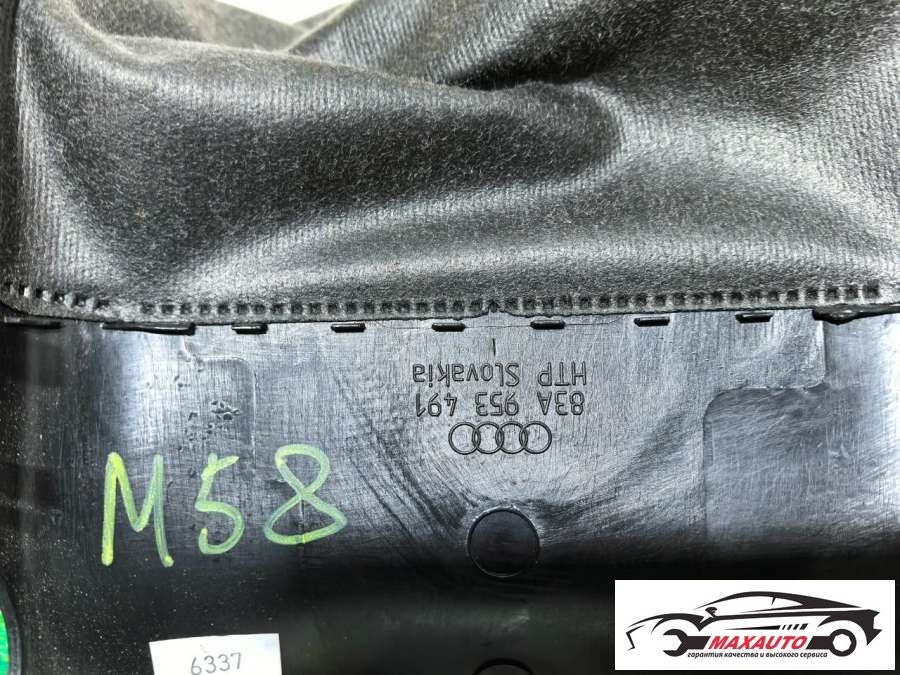 83A 953 491
HTP Slovakia
M58
6337
MAXAUTO
гарантия качества и высокого сервиса